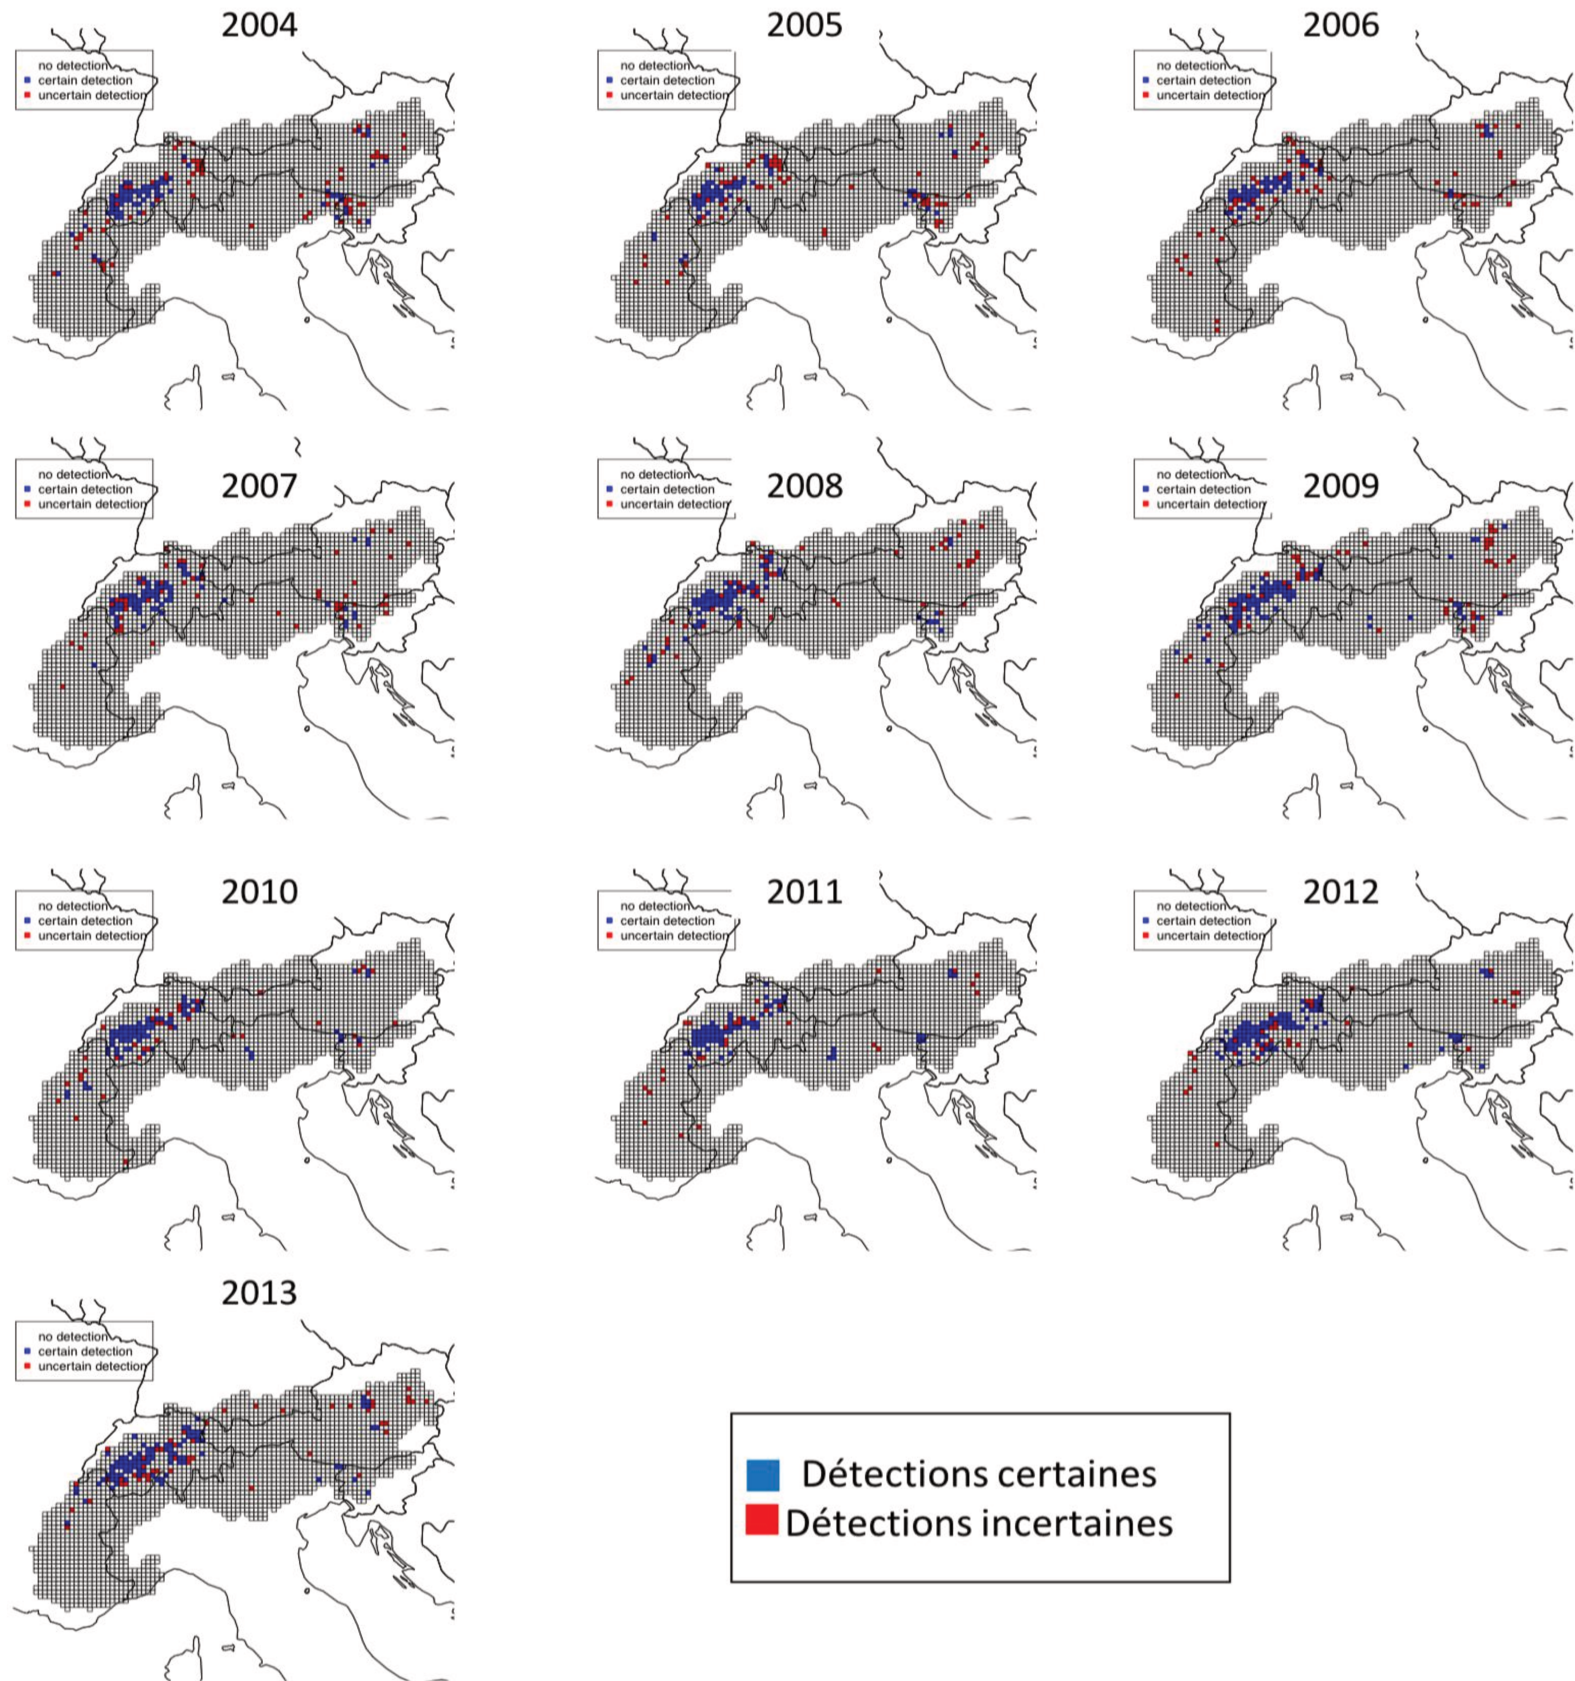 2004
no detection
certain detection
uncertain detection
2005
no detection
certain detection
uncertain detection
2006
no detection
certain detection
uncertain detection
2007
no detection
certain detection
uncertain detection
2008
no detection
certain detection
uncertain detection
2009
no detection
certain detection
uncertain detection
2010
no detection
certain detection
uncertain detection
2011
no detection
certain detection
uncertain detection
2012
no detection
certain detection
uncertain detection
2013
no detection
certain detection
uncertain detection
Détections certaines
Détections incertaines